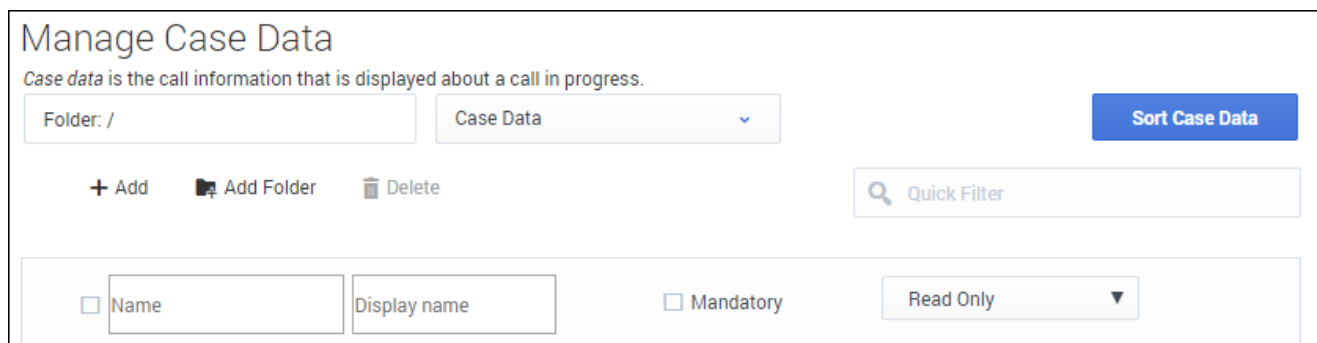 Manage Case Data
Case data is the call information that is displayed about a call in progress.
Folder: / Case Data Sort Case Data
Add Add Folder Delete Quick Filter
Name Display name Mandatory Read Only